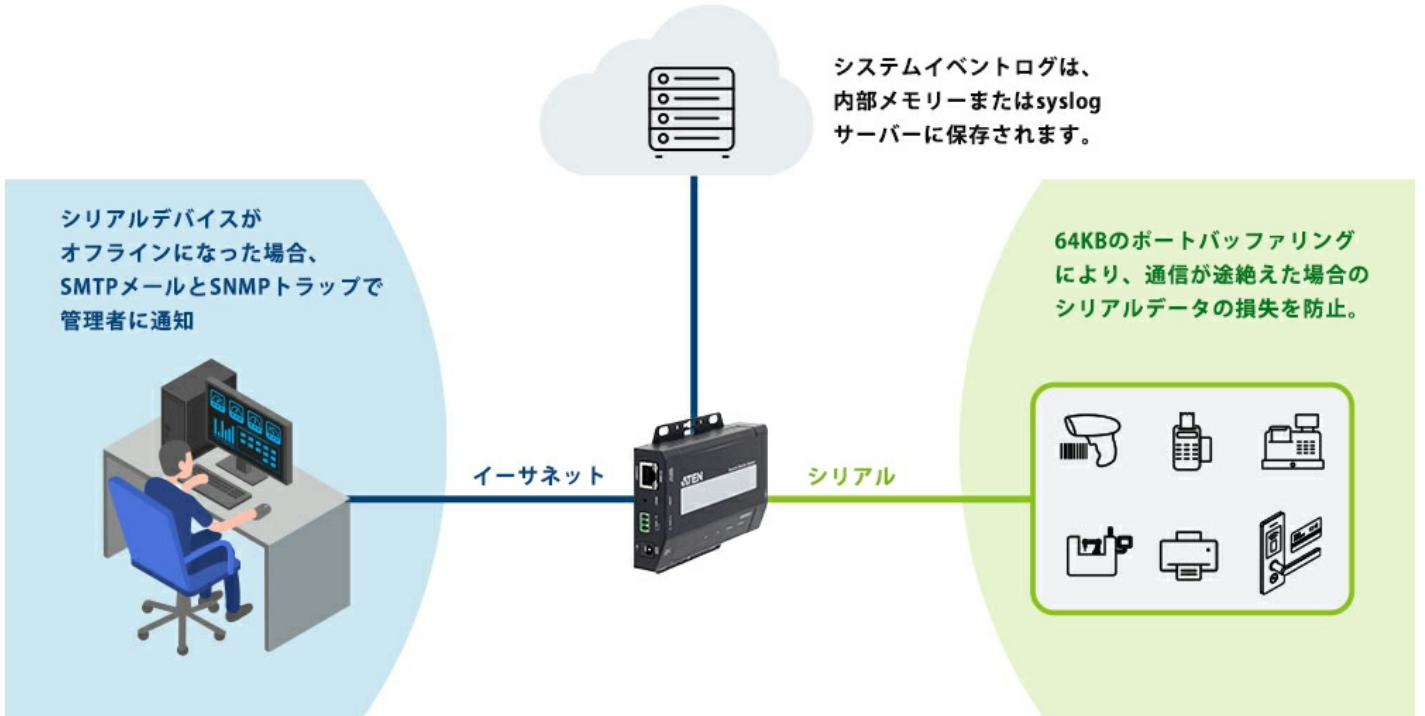 システムイベントログは、
内部メモリーまたはsyslog
サーバーに保存されます。
シリアルデバイスが
オフラインになった場合、
SMTPメールとSNMPトラップで
管理者に通知
64KBのポートバッファリング
により、通信が途絶えた場合の
シリアルデータの損失を防止。
イーサネット
ATEN
シリアル